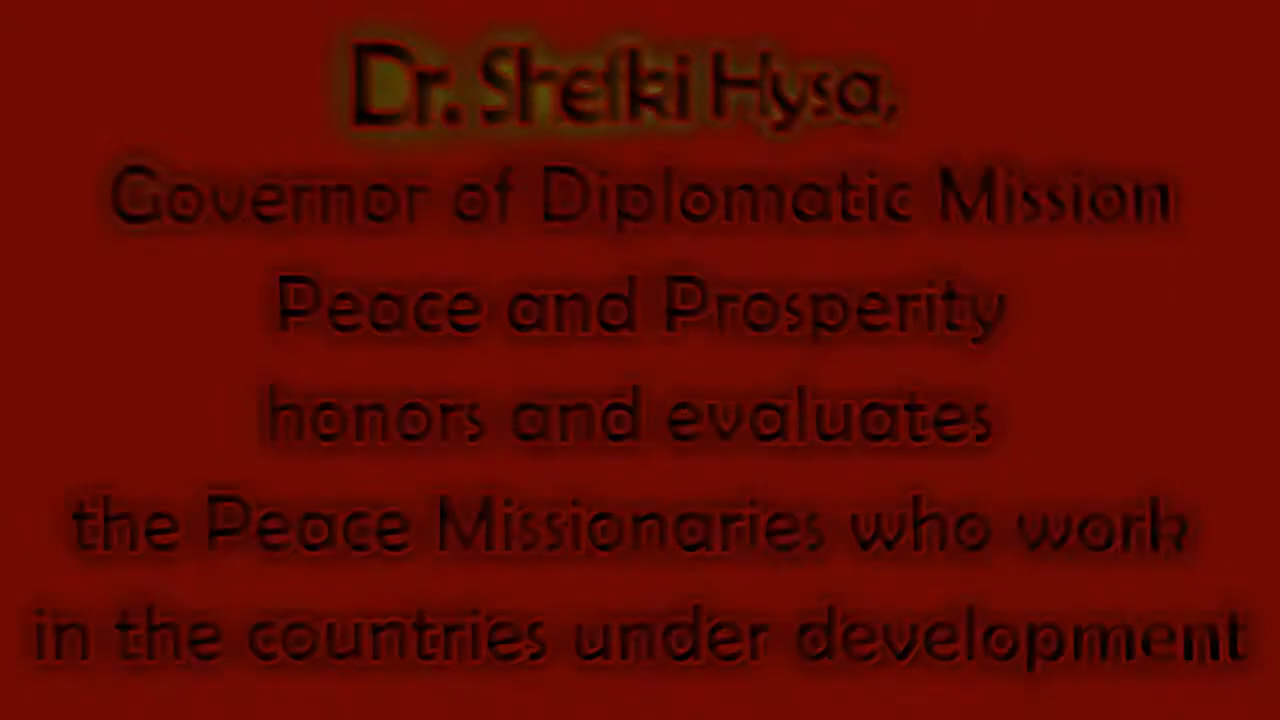 Dr. Shefki Hysa,
Governor of Diplomatic Mission
Peace and Prosperity
honors and evaluates
the Peace Missionaries who work
in the countries under development